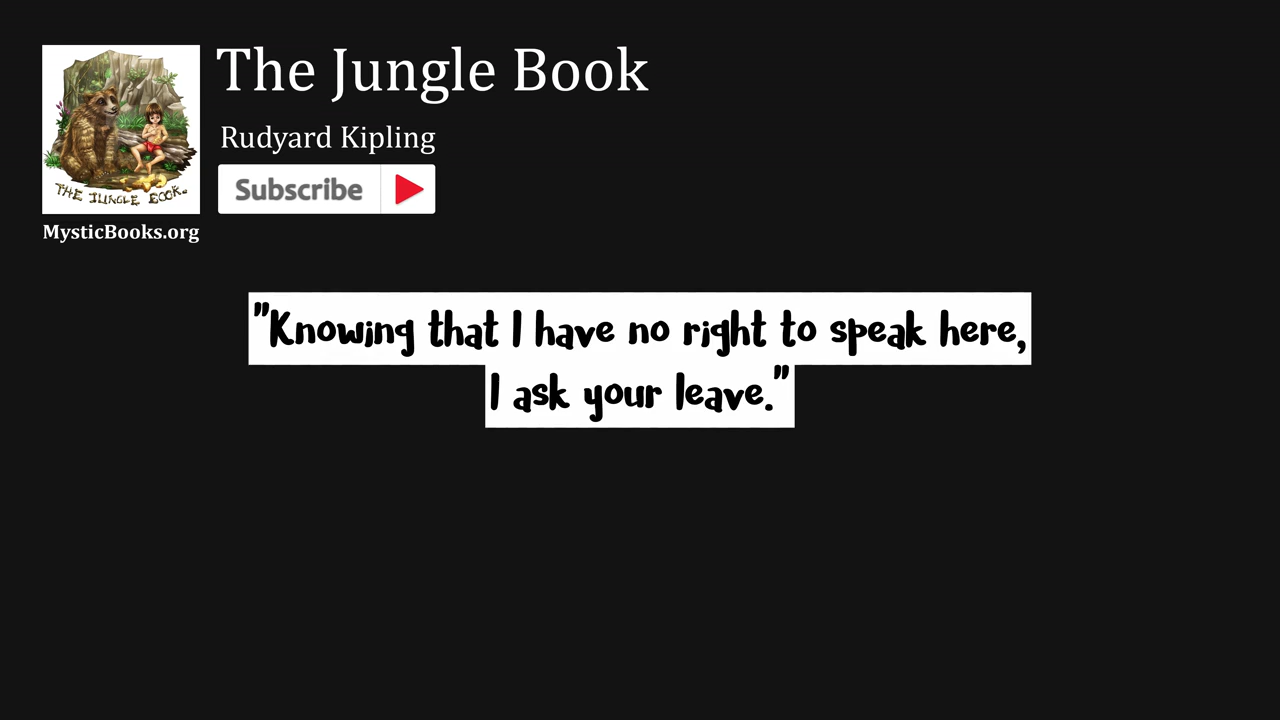 The Jungle Book
Rudyard Kipling
Subscribe
THE JUNGLE BOOK.
MysticBooks.org
"Knowing that I have no right to speak here,
I ask your leave."